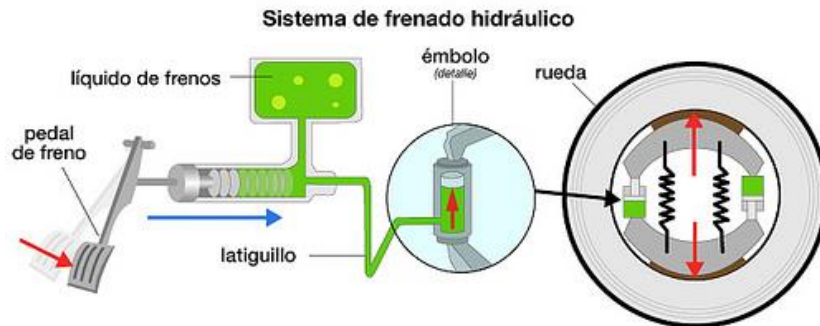 Sistema de frenado hidráulico
líquido de frenos
émbolo
(detalle)
rueda
pedal
de freno
latiguillo